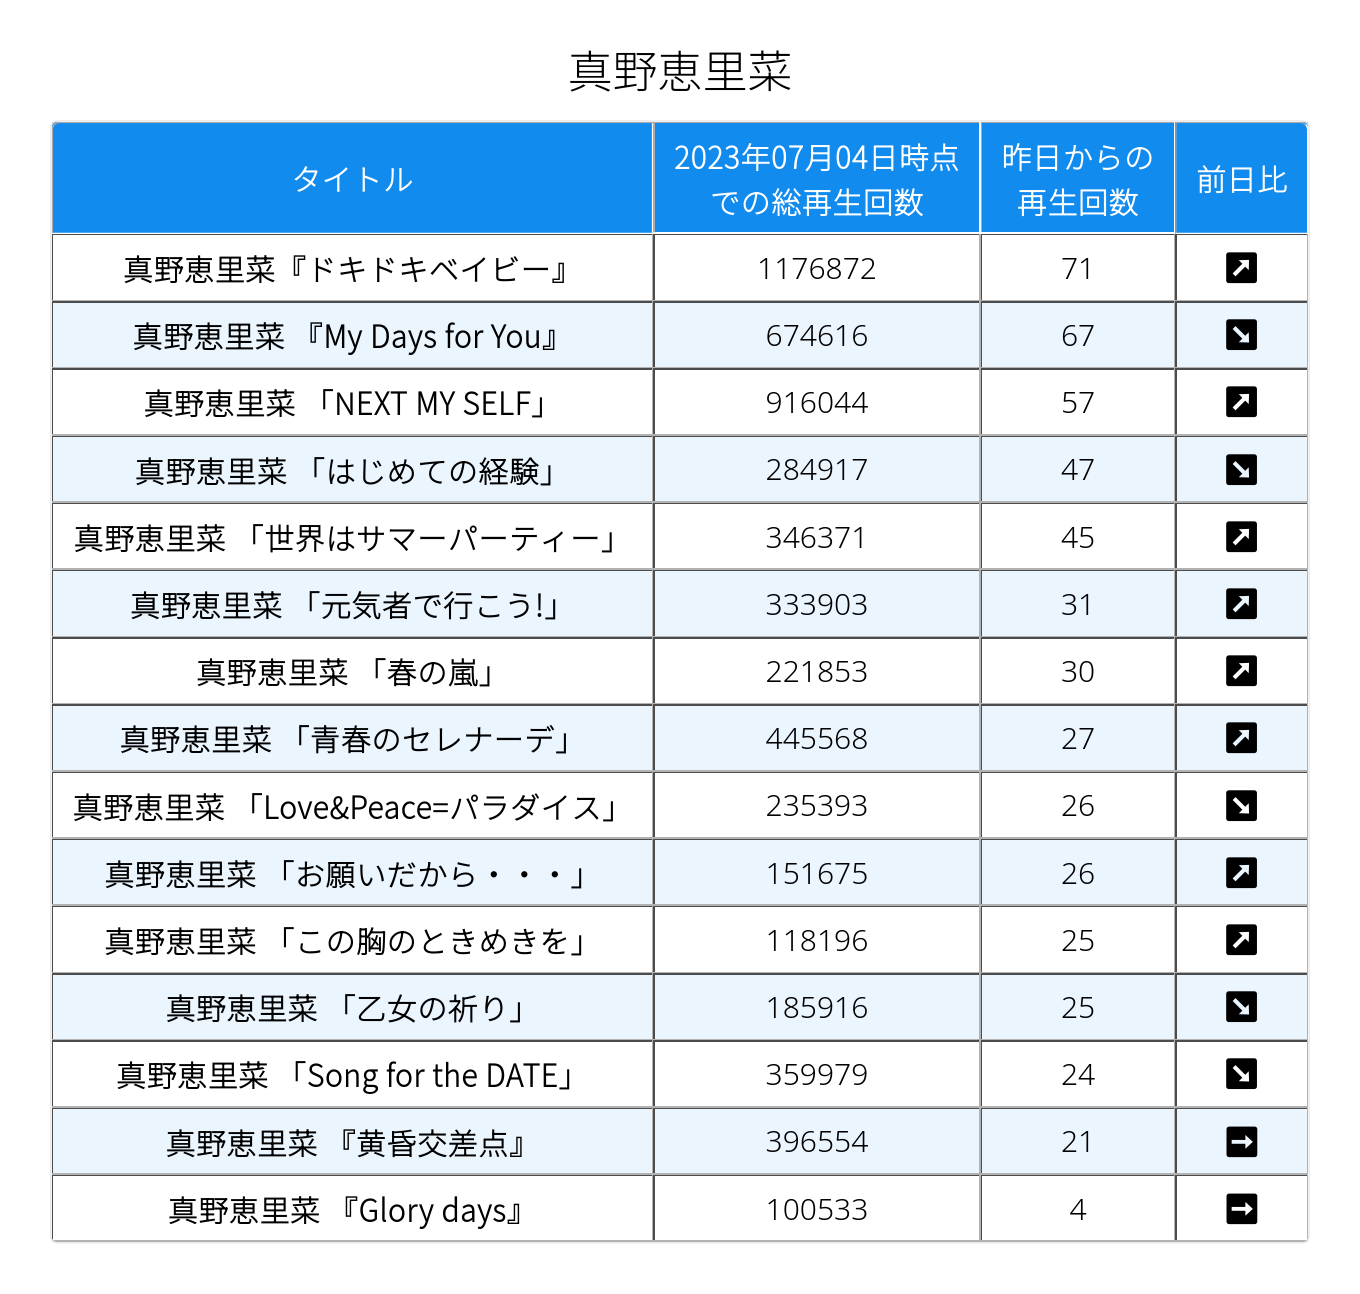 真野恵里菜
タイトル 2023年07月04日時点での総再生回数 昨日からの再生回数 前日比
真野恵里菜『ドキドキベイビー』 1176872 71 ↗
真野恵里菜 『My Days for You』 674616 67 ↘
真野恵里菜 「NEXT MY SELF」 916044 57 ↗
真野恵里菜 「はじめての経験」 284917 47 ↘
真野恵里菜 「世界はサマーパーティー」 346371 45 ↗
真野恵里菜 「元気者で行こう!」 333903 31 ↗
真野恵里菜 「春の嵐」 221853 30 ↗
真野恵里菜 「青春のセレナーデ」 445568 27 ↗
真野恵里菜 「Love&Peace=パラダイス」 235393 26 ↘
真野恵里菜 「お願いだから・・・」 151675 26 ↗
真野恵里菜 「この胸のときめきを」 118196 25 ↗
真野恵里菜 「乙女の祈り」 185916 25 ↘
真野恵里菜 「Song for the DATE」 359979 24 ↘
真野恵里菜 『黄昏交差点』 396554 21 →
真野恵里菜 『Glory days』 100533 4 →